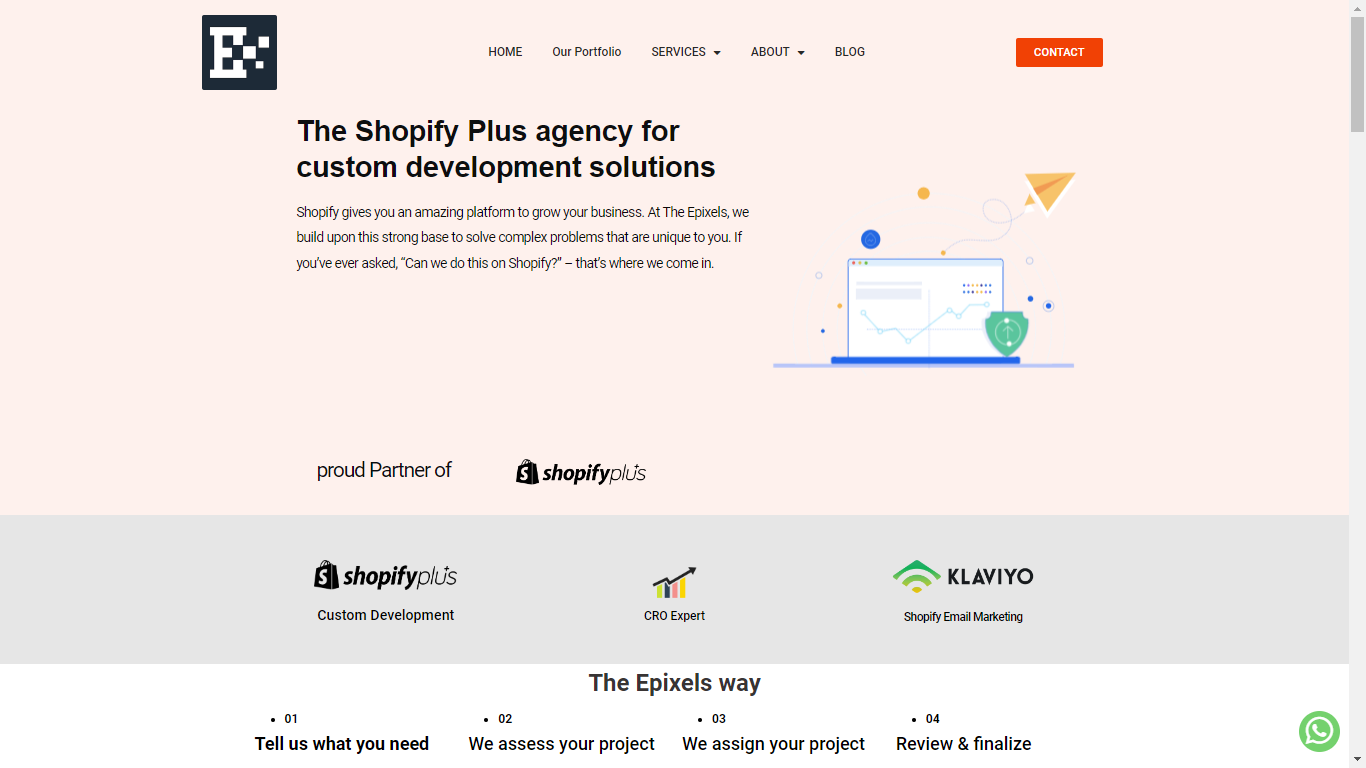 E
HOME Our Portfolio SERVICES ABOUT BLOG CONTACT
The Shopify Plus agency for
custom development solutions
Shopify gives you an amazing platform to grow your business. At The Epixels, we
build upon this strong base to solve complex problems that are unique to you. If
you’ve ever asked, “Can we do this on Shopify?” – that’s where we come in.
proud Partner of shopifyplus
shopifyplus KLAVIYO
Custom Development CRO Expert Shopify Email Marketing
The Epixels way
• 01 • 02 • 03 • 04
Tell us what you need We assess your project We assign your project Review & finalize